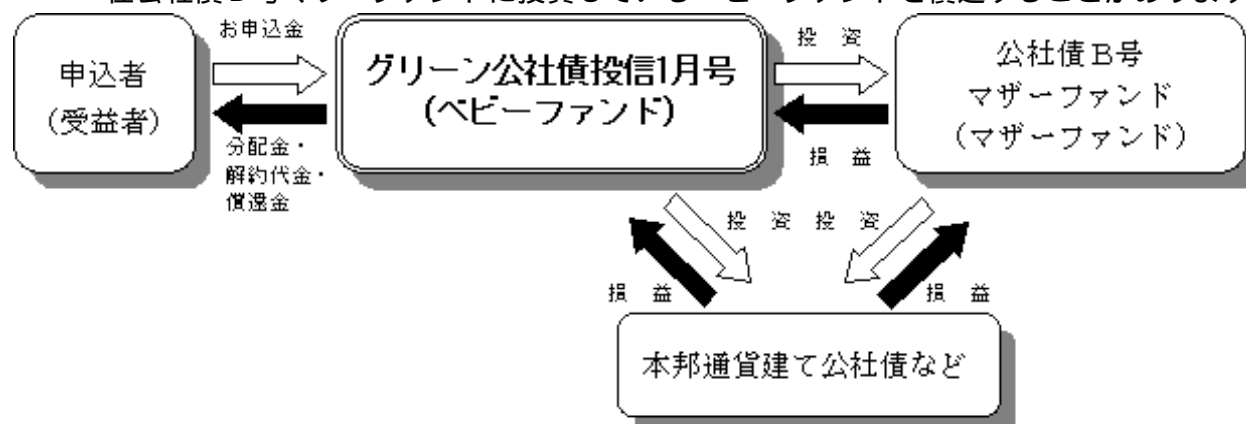 お申込金
申込者
(受益者)
分配金・
解約代金・
償還金
グリーン公社債投信1月号
(ベビーファンド)
投 資
損 益
公社債B号
マザーファンド
(マザーファンド)
投 資 投 資
損 益
損 益
本邦通貨建て公社債など